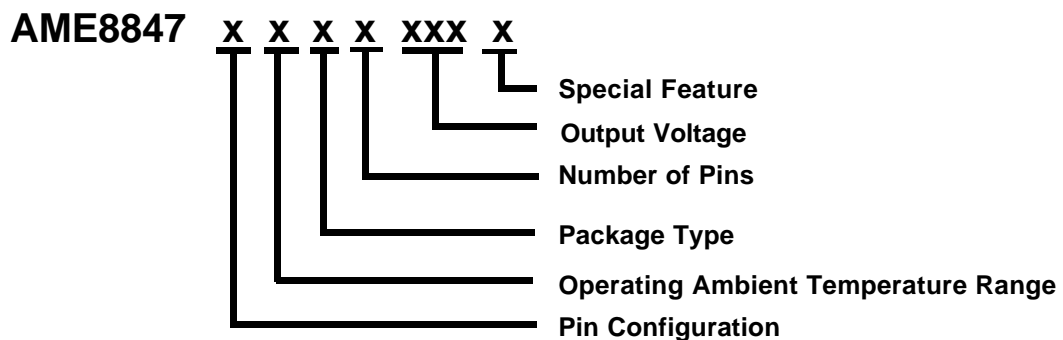 AME8847 x x x x xxx x
Special Feature
Output Voltage
Number of Pins
Package Type
Operating Ambient Temperature Range
Pin Configuration